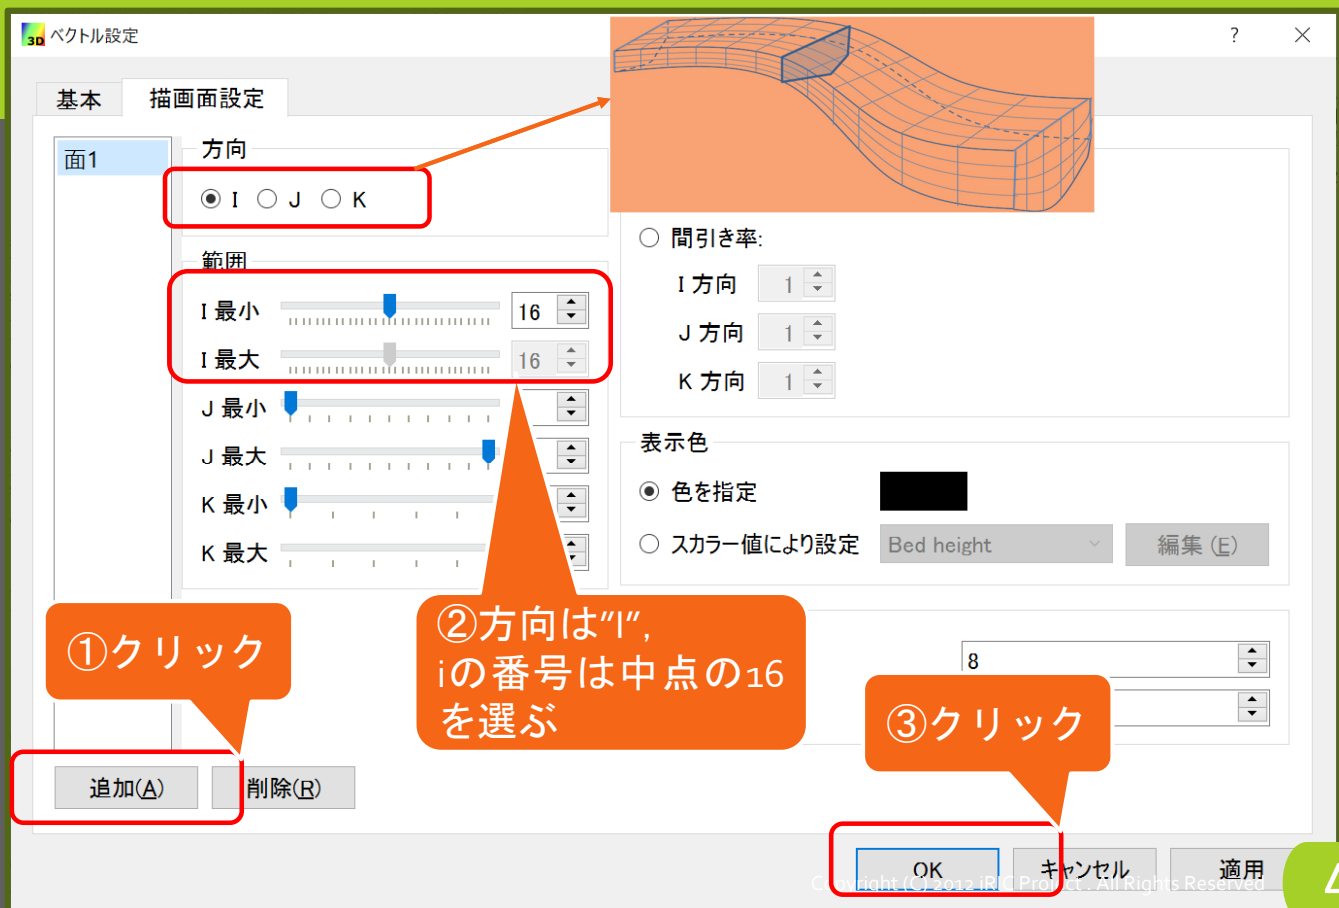 3D ベクトル設定 ?
基本 描画面設定
面1
方向
I J K
範囲
I 最小 16
I 最大 16
J 最小
J 最大
K 最小
K 最大
間引き率:
I 方向 1
J 方向 1
K 方向 1
表示色
色を指定
スカラー値により設定 Bed height 編集 (E)
8
①クリック
②方向は"I",
iの番号は中点の16
を選ぶ
③クリック
追加(A) 削除(R)
OK キャンセル 適用
Copyright (C) 2012 iRIC Project . All Rights Reserved